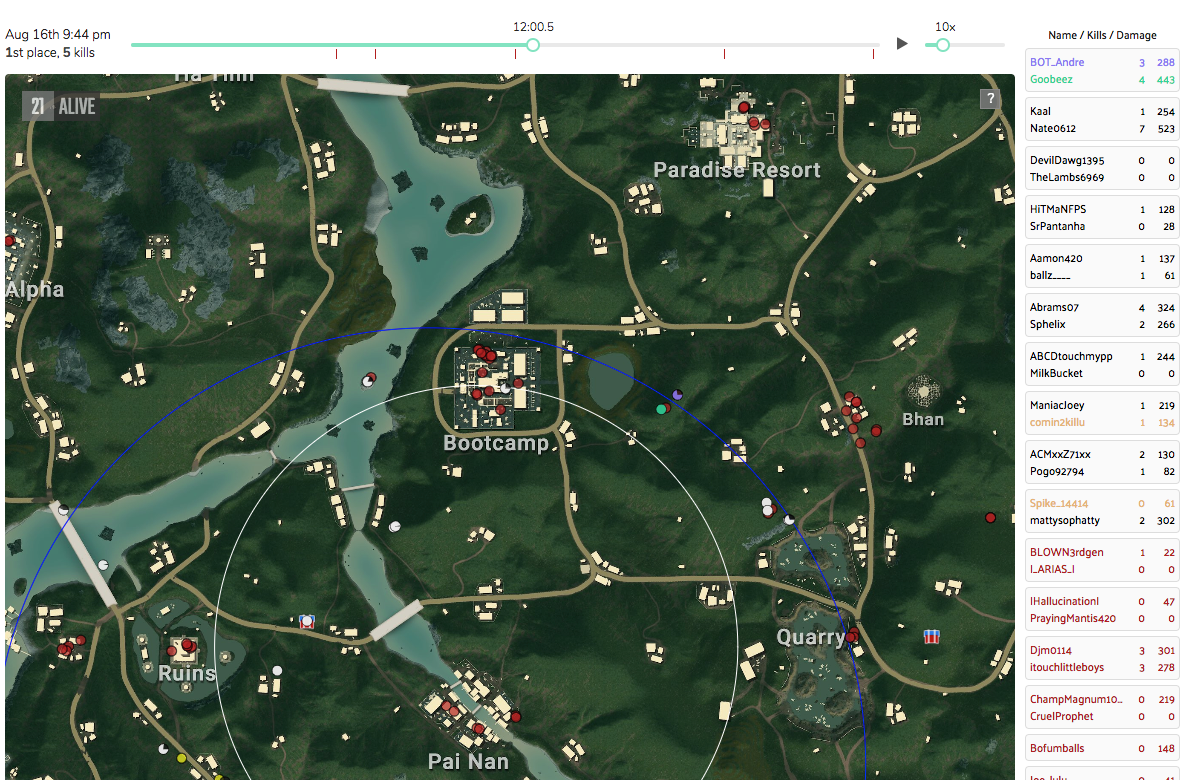 Aug 16th 9:44 pm
1st place, 5 kills
12:00.5
10x
21 ALIVE
?
Ha Tinh
Paradise Resort
Alpha
Bootcamp
Bhan
Quarry
Ruins
Pai Nan
Name / Kills / Damage
BOT_Andre 3 288
Goobeez 4 443
Kaal 1 254
Nate0612 7 523
DevilDawg1395 0 0
TheLambs6969 0 0
HiTMaNFPS 1 128
SrPantanha 0 28
Aamon420 1 137
ballz____ 1 61
Abrams07 4 324
Sphelix 2 266
ABCDtouchmypp 1 244
MilkBucket 0 0
ManiacJoey 1 219
comin2killu 1 134
ACMxxZ71xx 2 130
Pogo92794 1 82
Spike_14414 0 61
mattysophatty 2 302
BLOWN3rdgen 1 22
I_ARIAS_I 0 0
IHallucinationI 0 47
PrayingMantis420 0 0
Djm0114 3 301
itouchlittleboys 3 278
ChampMagnum10... 0 219
CruelProphet 0 0
Bofumballs 0 148